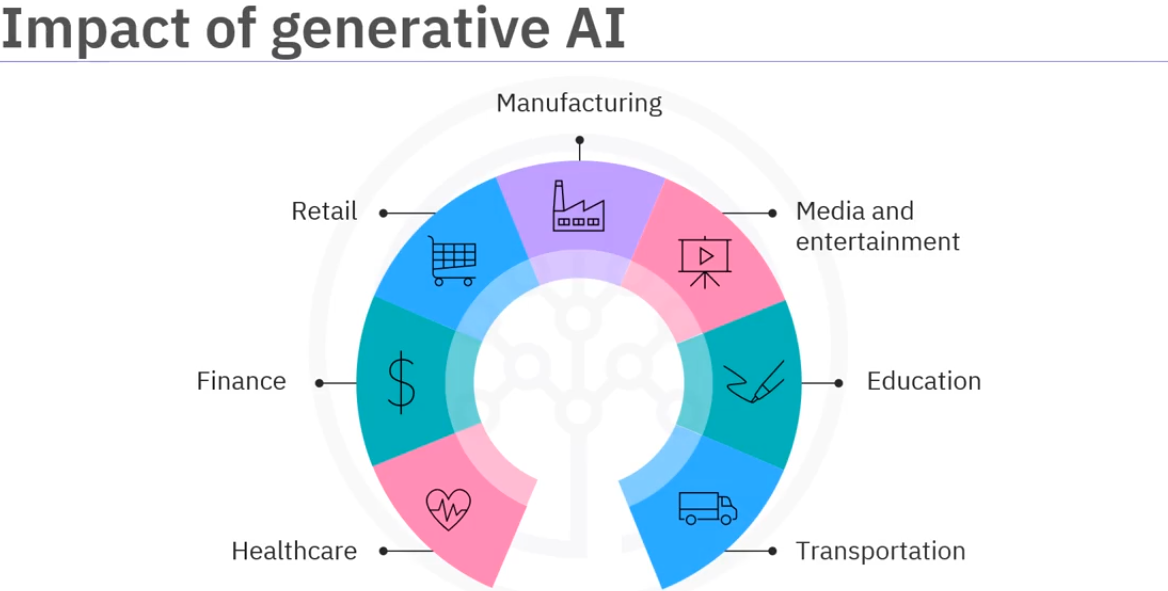 Impact of generative AI
Manufacturing
Retail
Media and
entertainment
Finance
Education
Healthcare
Transportation